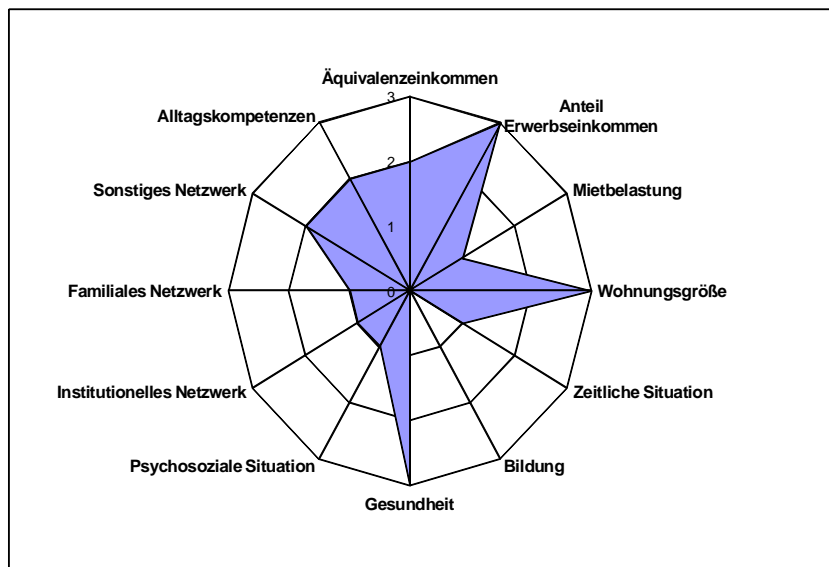 Äquivalenzeinkommen
3
Anteil
Erwerbseinkommen
Alltagskompetenzen
2
Sonstiges Netzwerk
Mietbelastung
1
Familiales Netzwerk
0
Wohnungsgröße
Institutionelles Netzwerk
Zeitliche Situation
Psychosoziale Situation
Bildung
Gesundheit